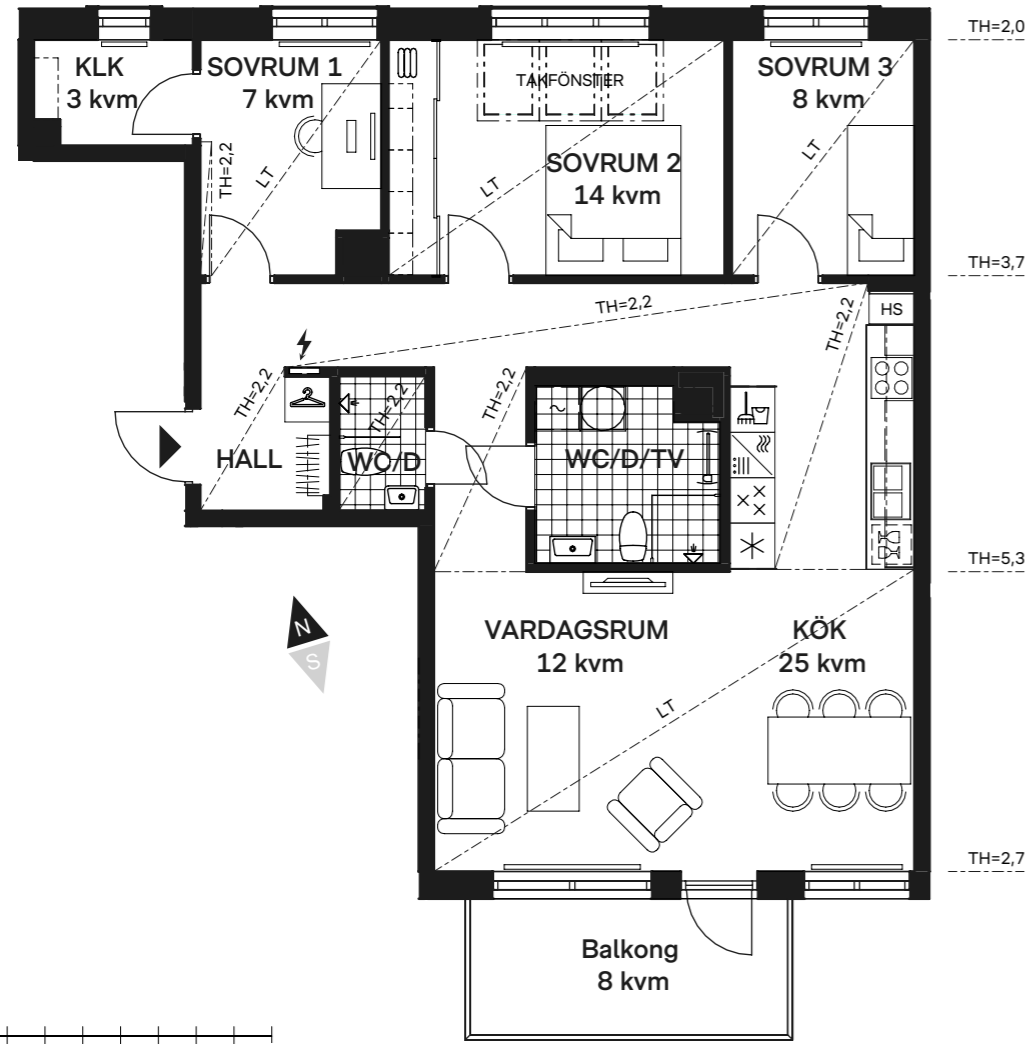 TH=2,0
KLK
3 kvm
SOVRUM 1
7 kvm
TAKFÖNSTER
SOVRUM 3
8 kvm
SOVRUM 2
14 kvm
TH=2,2
LT
LT
LT
TH=3,7
TH=2,2
TH=2,2
HS
TH=2,2
TH=2,2
TH=2,2
HALL
WC/D
WC/D/TV
TH=5,3
N
S
VARDAGSRUM
12 kvm
KÖK
25 kvm
LT
TH=2,7
Balkong
8 kvm